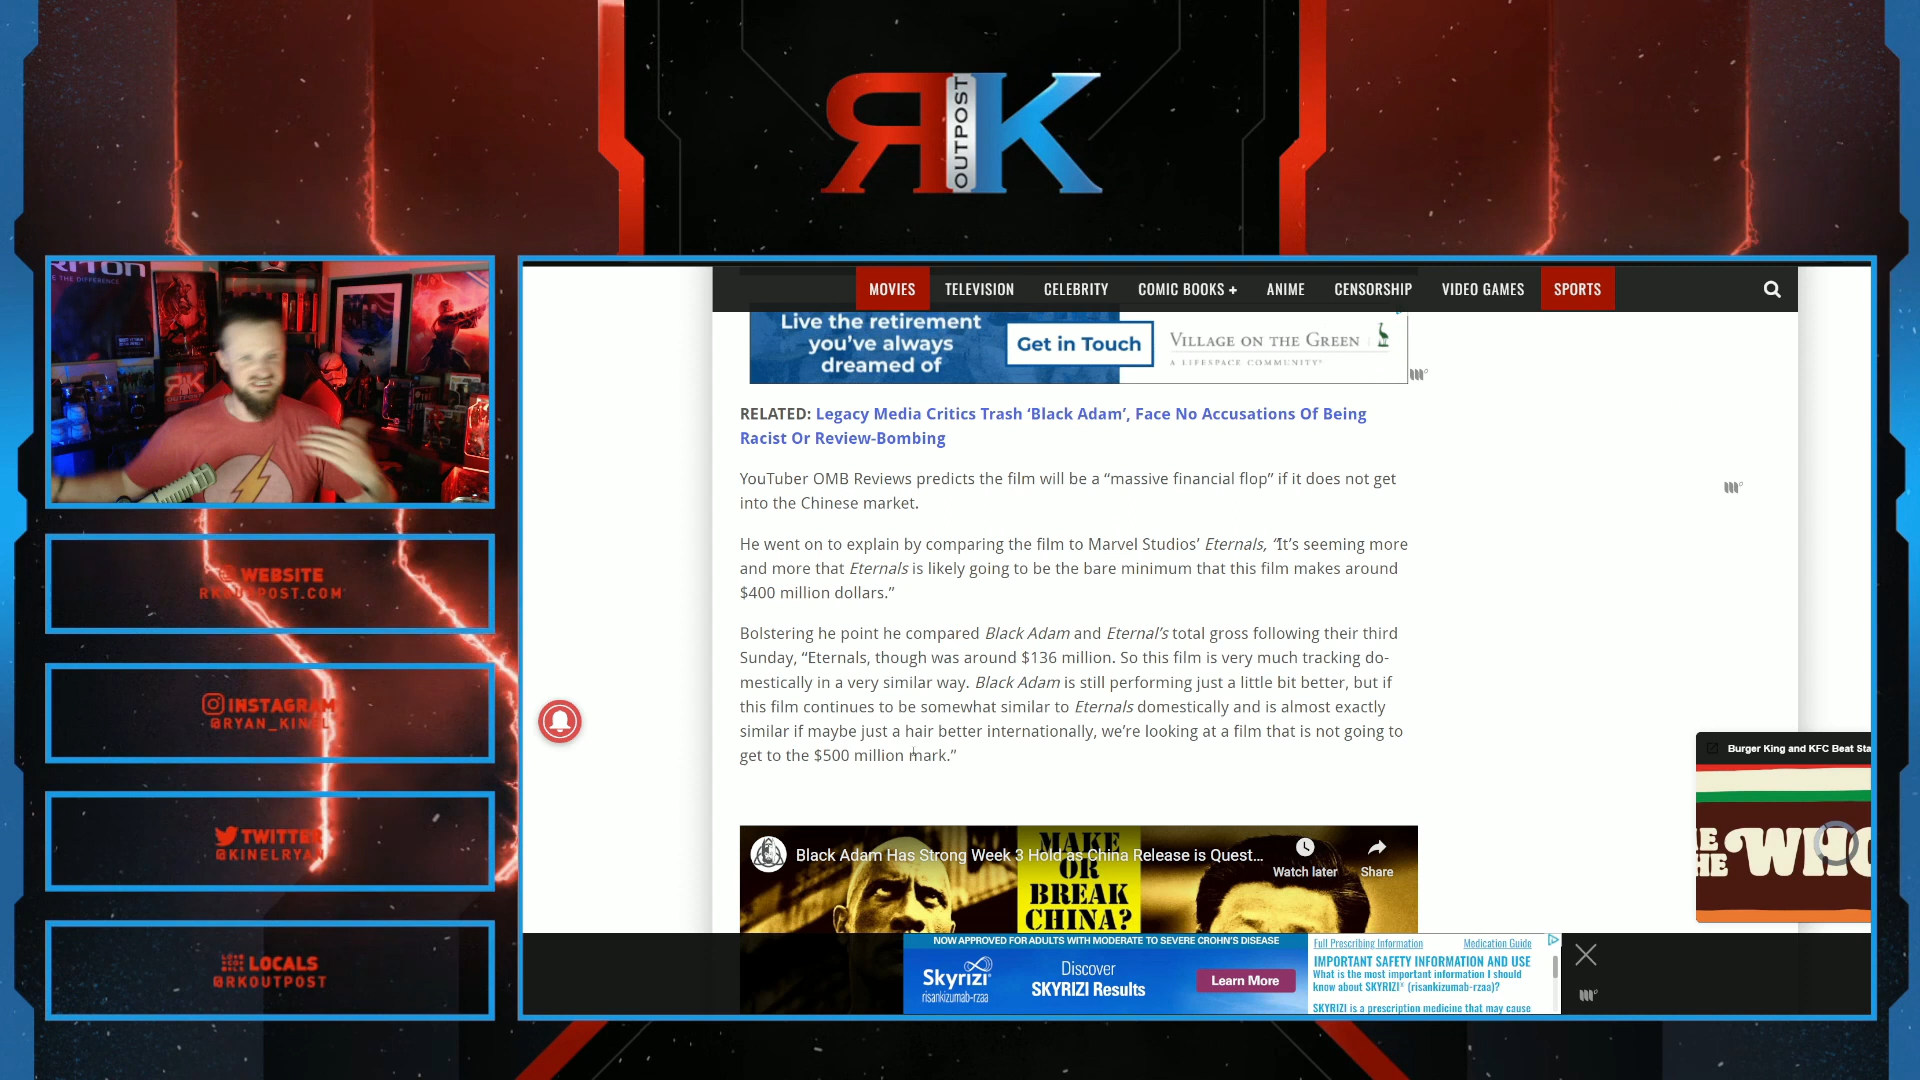 RK
OUTPOST
MOVIES TELEVISION CELEBRITY COMIC BOOKS + ANIME CENSORSHIP VIDEO GAMES SPORTS
Live the retirement
you've always
dreamed of
Get in Touch
VILLAGE ON THE GREEN
A LIFESPACE COMMUNITY
RELATED: Legacy Media Critics Trash ‘Black Adam’, Face No Accusations Of Being
Racist Or Review-Bombing
YouTuber OMB Reviews predicts the film will be a “massive financial flop” if it does not get
into the Chinese market.
He went on to explain by comparing the film to Marvel Studios’ Eternals, “It’s seeming more
and more that Eternals is likely going to be the bare minimum that this film makes around
$400 million dollars.”
Bolstering he point he compared Black Adam and Eternal’s total gross following their third
Sunday, “Eternals, though was around $136 million. So this film is very much tracking do-
mestically in a very similar way. Black Adam is still performing just a little bit better, but if
this film continues to be somewhat similar to Eternals domestically and is almost exactly
similar if maybe just a hair better internationally, we’re looking at a film that is not going to
get to the $500 million mark.”
Black Adam Has Strong Week 3 Hold as China Release is Quest...
Watch later
Share
MAKE
OR
BREAK
CHINA?
Burger King and KFC Beat Sta
WHO
NOW APPROVED FOR ADULTS WITH MODERATE TO SEVERE CROHN'S DISEASE
Skyrizi
risankizumab-rzaa
Discover
SKYRIZI Results
Learn More
Full Prescribing Information Medication Guide
IMPORTANT SAFETY INFORMATION AND USE
What is the most important information I should
know about SKYRIZI® (risankizumab-rzaa)?
SKYRIZI is a prescription medicine that may cause
RITON
E THE DIFFERENCE
RK
WEBSITE
RKOUTPOST.COM
INSTAGRAM
@RYAN_KINEL
TWITTER
@KINELRYAN
LOCALS
@RKOUTPOST